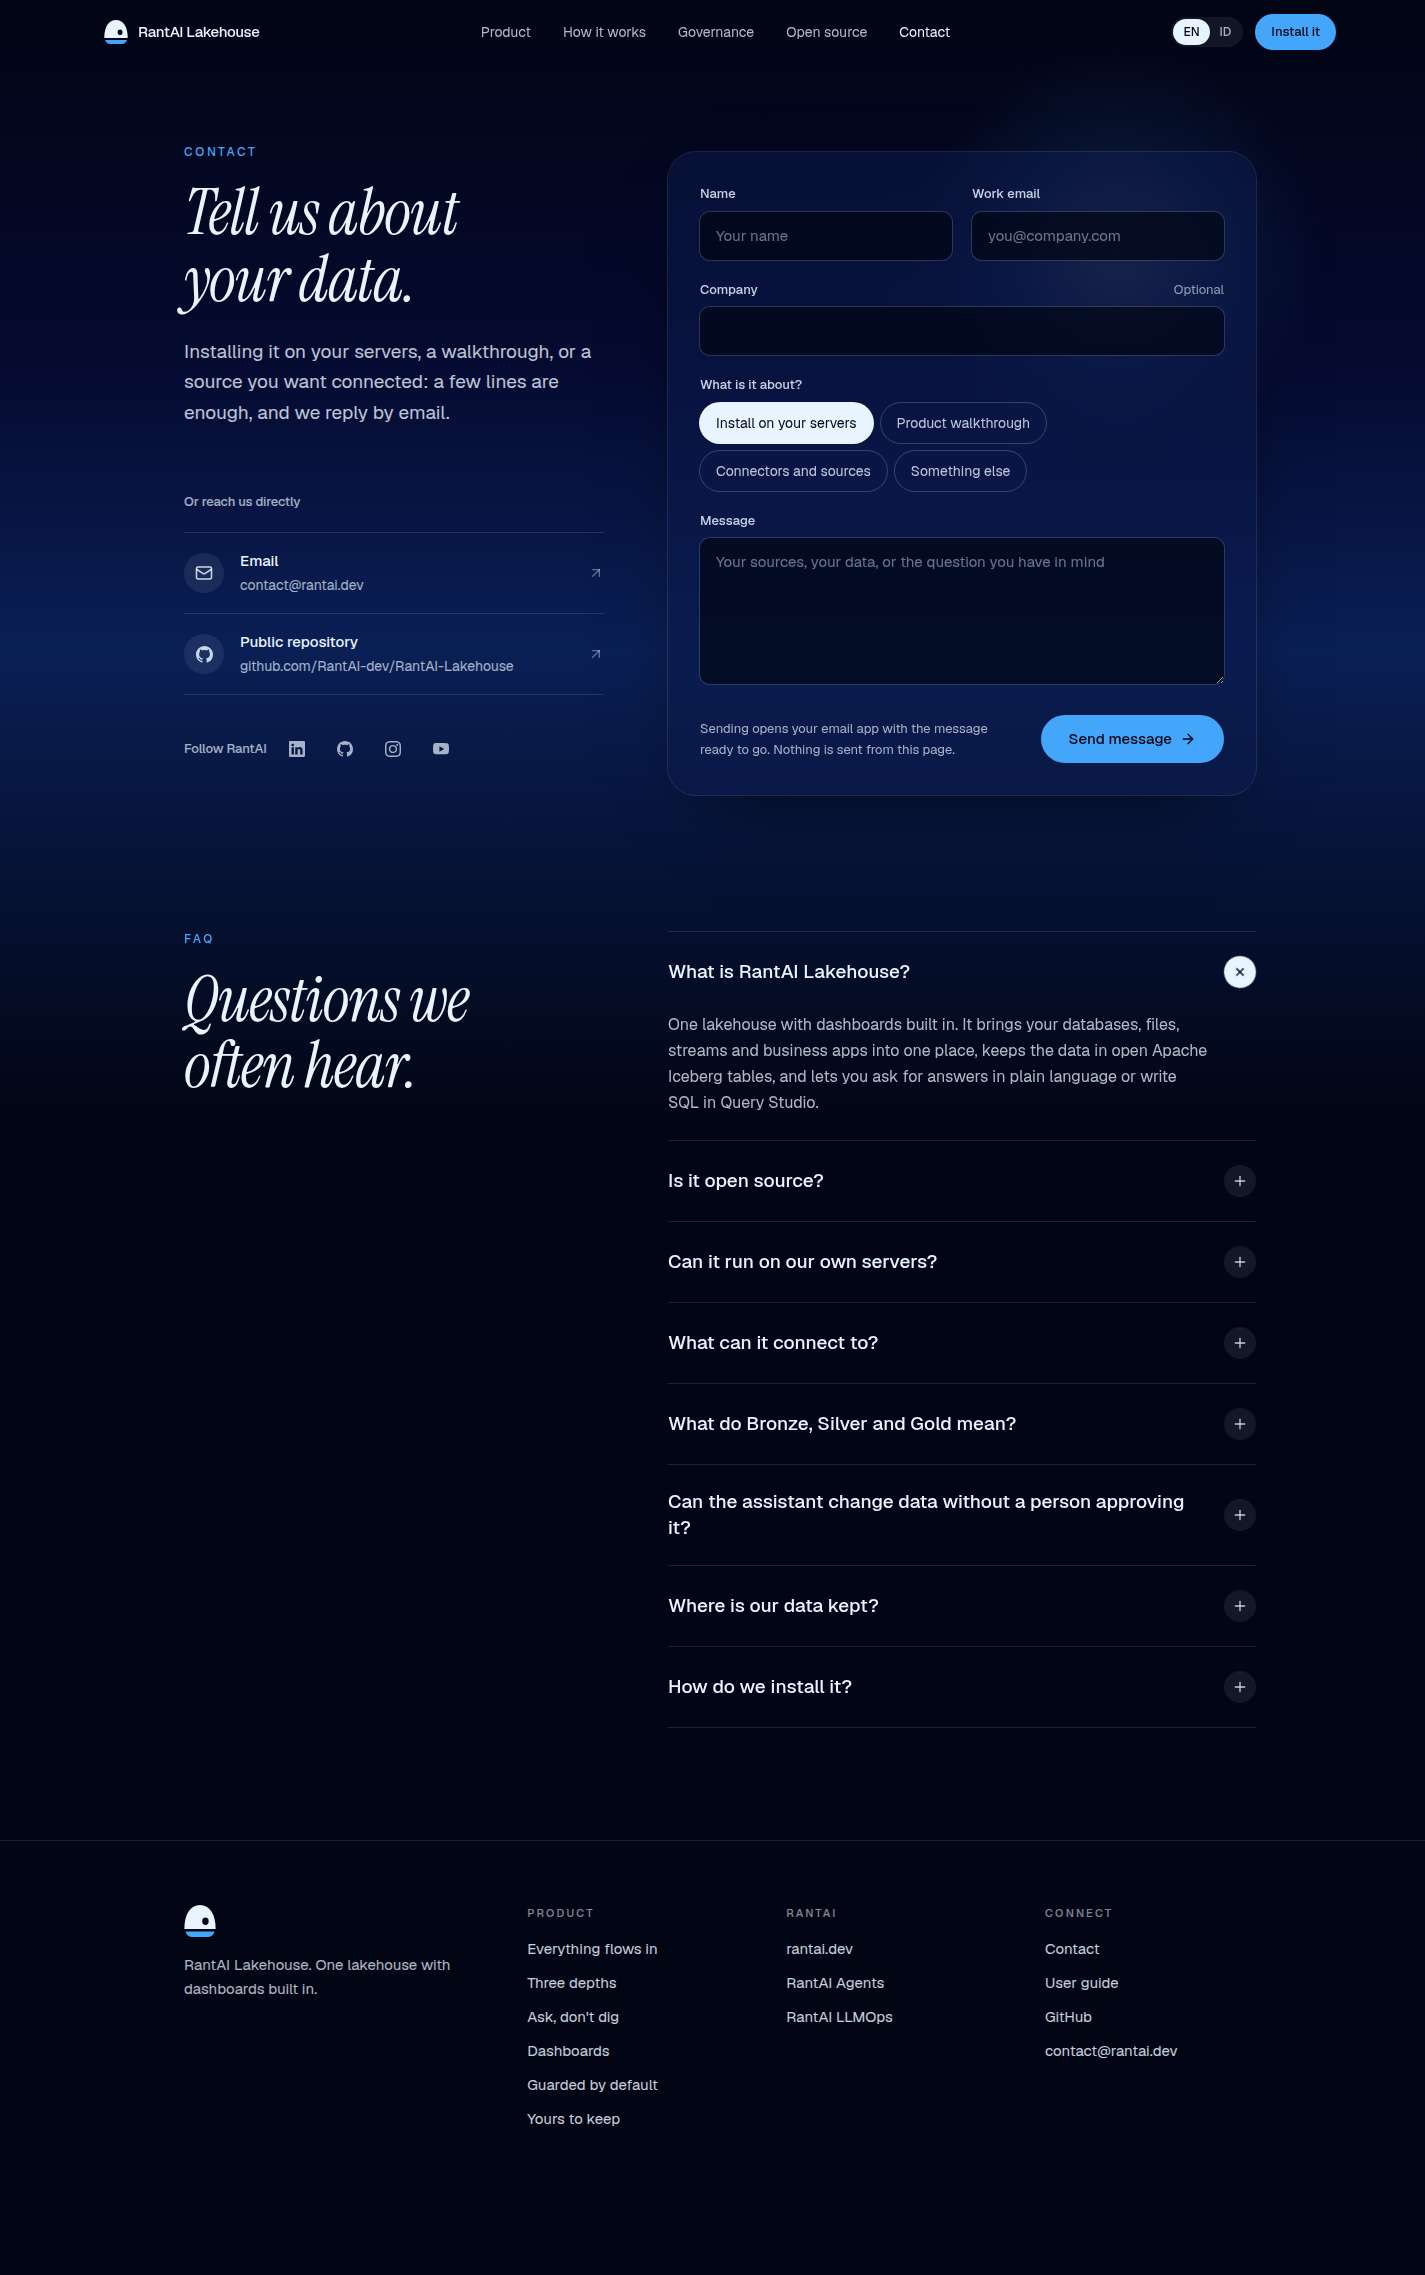 RantAI Lakehouse
Product
How it works
Governance
Open source
Contact
EN
ID
Install it
CONTACT
Tell us about
your data.
Installing it on your servers, a walkthrough, or a
source you want connected: a few lines are
enough, and we reply by email.
Or reach us directly
Email
contact@rantai.dev
Public repository
github.com/RantAI-dev/RantAI-Lakehouse
Follow RantAI
Name
Work email
Your name
you@company.com
Company
Optional
What is it about?
Install on your servers
Product walkthrough
Connectors and sources
Something else
Message
Your sources, your data, or the question you have in mind
Sending opens your email app with the message
ready to go. Nothing is sent from this page.
Send message
FAQ
Questions we
often hear.
What is RantAI Lakehouse?
One lakehouse with dashboards built in. It brings your databases, files,
streams and business apps into one place, keeps the data in open Apache
Iceberg tables, and lets you ask for answers in plain language or write
SQL in Query Studio.
Is it open source?
Can it run on our own servers?
What can it connect to?
What do Bronze, Silver and Gold mean?
Can the assistant change data without a person approving
it?
Where is our data kept?
How do we install it?
RantAI Lakehouse. One lakehouse with
dashboards built in.
PRODUCT
Everything flows in
Three depths
Ask, don't dig
Dashboards
Guarded by default
Yours to keep
RANTAI
rantai.dev
RantAI Agents
RantAI LLMOps
CONNECT
Contact
User guide
GitHub
contact@rantai.dev